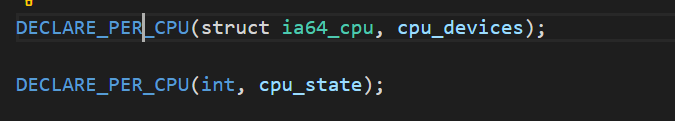 DECLARE_PER_CPU(struct ia64_cpu, cpu_devices);
DECLARE_PER_CPU(int, cpu_state);